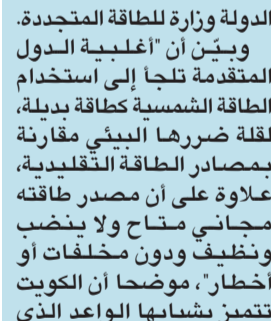 الدولة وزارة للطاقة المتجددة.
وبيّن أن "أغلبية الدول
المتقدمة تلجأ إلى استخدام
الطاقة الشمسية كطاقة بديلة،
لقلة ضررها البيئي مقارنة
بمصادر الطاقة التقليدية،
علاوة على أن مصدر طاقته
مجاني متاح ولا ينضب
ونظيف ودون مخلفات أو
أخطار"، موضحا أن الكويت
تتميز بشبابها الواعد الذي